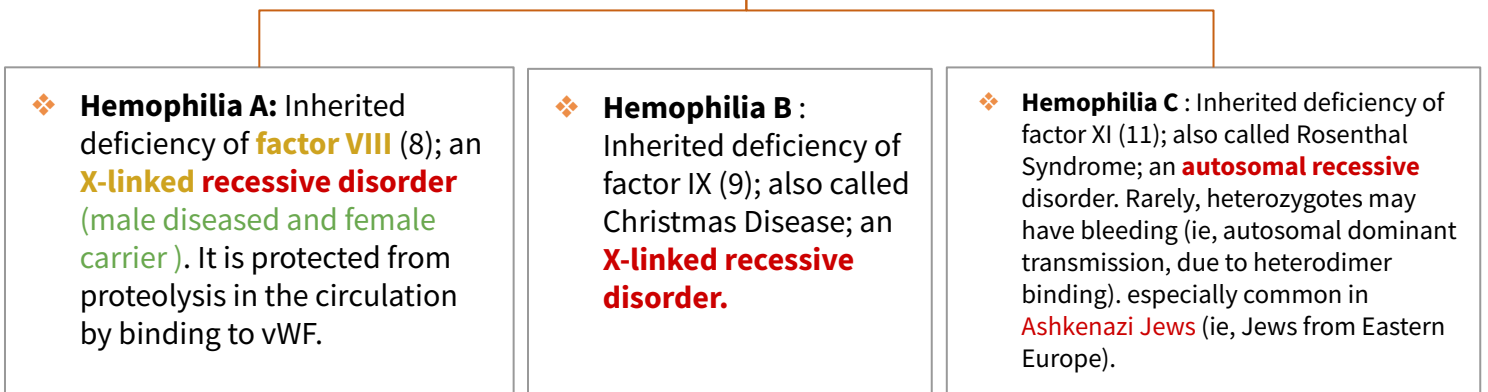 ❖ Hemophilia A: Inherited
deficiency of factor VIII (8); an
X-linked recessive disorder
(male diseased and female
carrier ). It is protected from
proteolysis in the circulation
by binding to vWF.
❖ Hemophilia B :
Inherited deficiency of
factor IX (9); also called
Christmas Disease; an
X-linked recessive
disorder.
❖ Hemophilia C : Inherited deficiency of
factor XI (11); also called Rosenthal
Syndrome; an autosomal recessive
disorder. Rarely, heterozygotes may
have bleeding (ie, autosomal dominant
transmission, due to heterodimer
binding). especially common in
Ashkenazi Jews (ie, Jews from Eastern
Europe).